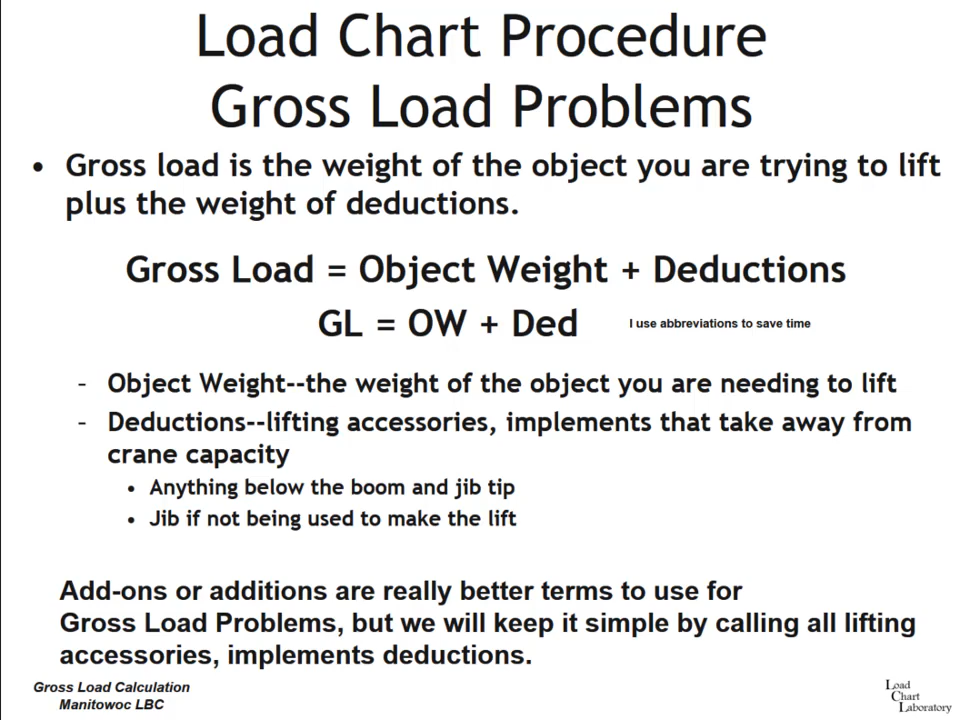 Load Chart Procedure
Gross Load Problems
• Gross load is the weight of the object you are trying to lift
plus the weight of deductions.
Gross Load = Object Weight + Deductions
GL = OW + Ded
I use abbreviations to save time
- Object Weight--the weight of the object you are needing to lift
- Deductions--lifting accessories, implements that take away from
crane capacity
• Anything below the boom and jib tip
• Jib if not being used to make the lift
Add-ons or additions are really better terms to use for
Gross Load Problems, but we will keep it simple by calling all lifting
accessories, implements deductions.
Gross Load Calculation
Manitowoc LBC
Load
Chart
Laboratory